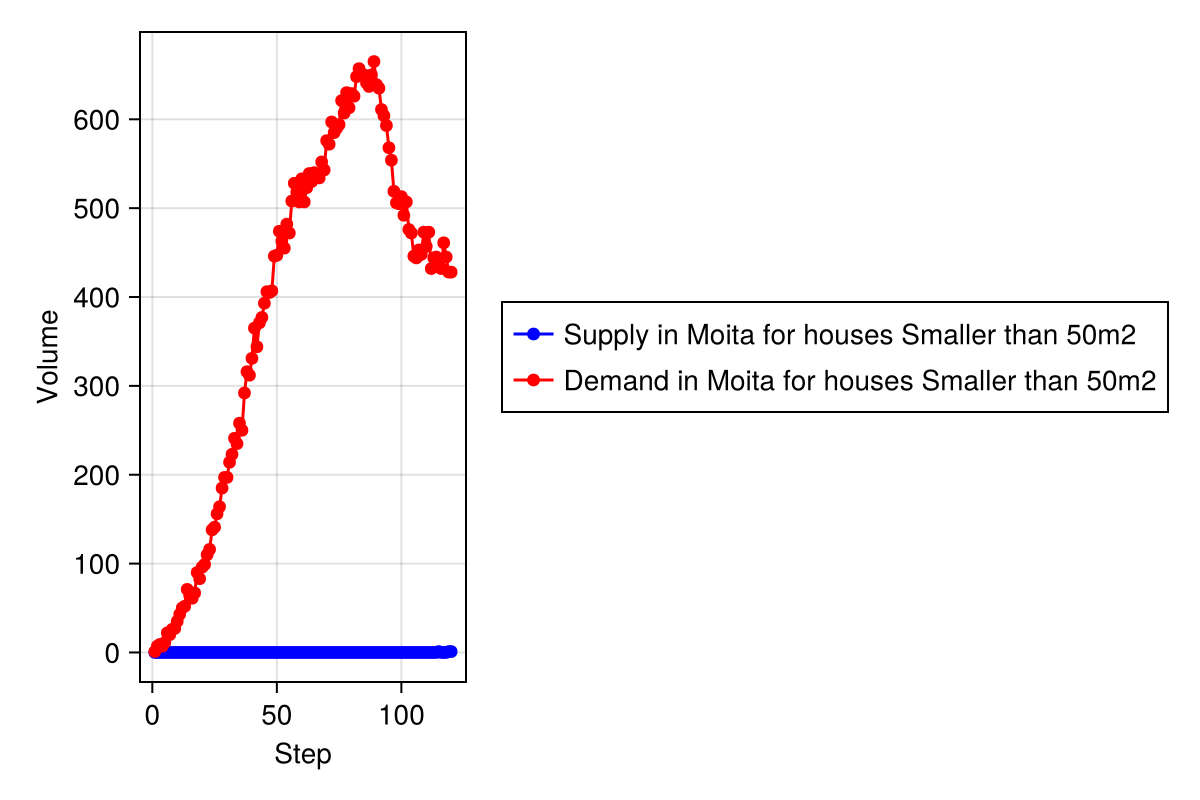 Volume
600
500
400
300
200
100
0
0 50 100
Step
Supply in Moita for houses Smaller than 50m2
Demand in Moita for houses Smaller than 50m2